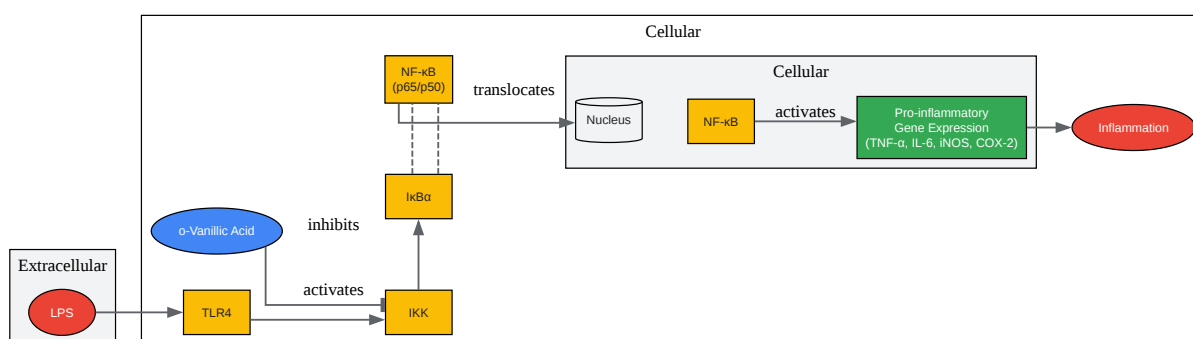 Cellular
NF-κB
(p65/p50)
translocates
Cellular
Nucleus
NF-κB
activates
Pro-inflammatory
Gene Expression
(TNF-α, IL-6, iNOS, COX-2)
Inflammation
IκBα
o-Vanillic Acid
inhibits
Extracellular
LPS
TLR4
activates
IKK